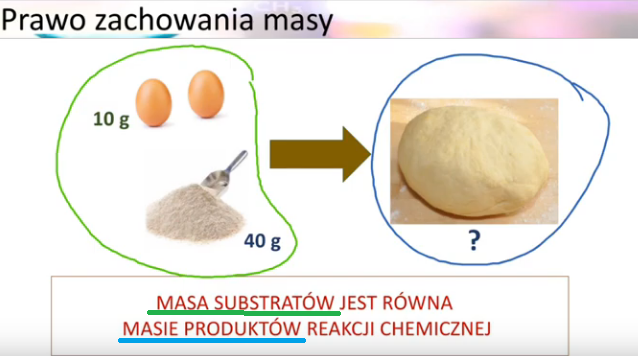 Prawo zachowania masy
10 g
40 g
?
MASA SUBSTRATÓW JEST RÓWNA
MASIE PRODUKTÓW REAKCJI CHEMICZNEJ